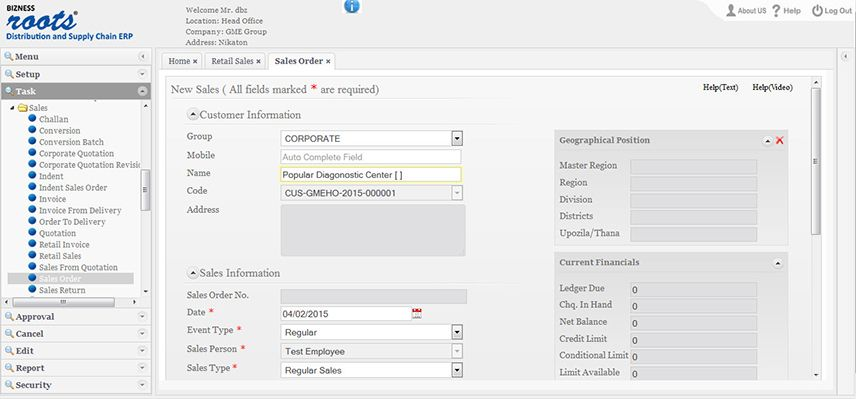 BIZNESS
roots®
Distribution and Supply Chain ERP
Welcome Mr. dbz
Location: Head Office
Company: GME Group
Address: Nikaton
About US
? Help
Log Out
Menu
Setup
Task
Sales
Challan
Conversion
Conversion Batch
Corporate Quotation
Corporate Quotation Revisio
Indent
Indent Sales Order
Invoice
Invoice From Delivery
Order To Delivery
Quotation
Retail Invoice
Retail Sales
Sales From Quotation
Sales Order
Sales Return
Approval
Cancel
Edit
Report
Security
Home ×
Retail Sales ×
Sales Order ×
New Sales ( All fields marked * are required)
Help(Text)
Help(Video)
Customer Information
Group
CORPORATE
Mobile
Auto Complete Field
Name
Popular Diagonostic Center [ ]
Code
CUS-GMEHO-2015-000001
Address
Sales Information
Sales Order No.
Date *
04/02/2015
Event Type *
Regular
Sales Person *
Test Employee
Sales Type *
Regular Sales
Geographical Position
Master Region
Region
Division
Districts
Upozila/Thana
Current Financials
Ledger Due
0
Chq. In Hand
0
Net Balance
0
Credit Limit
0
Conditional Limit
0
Limit Available
0